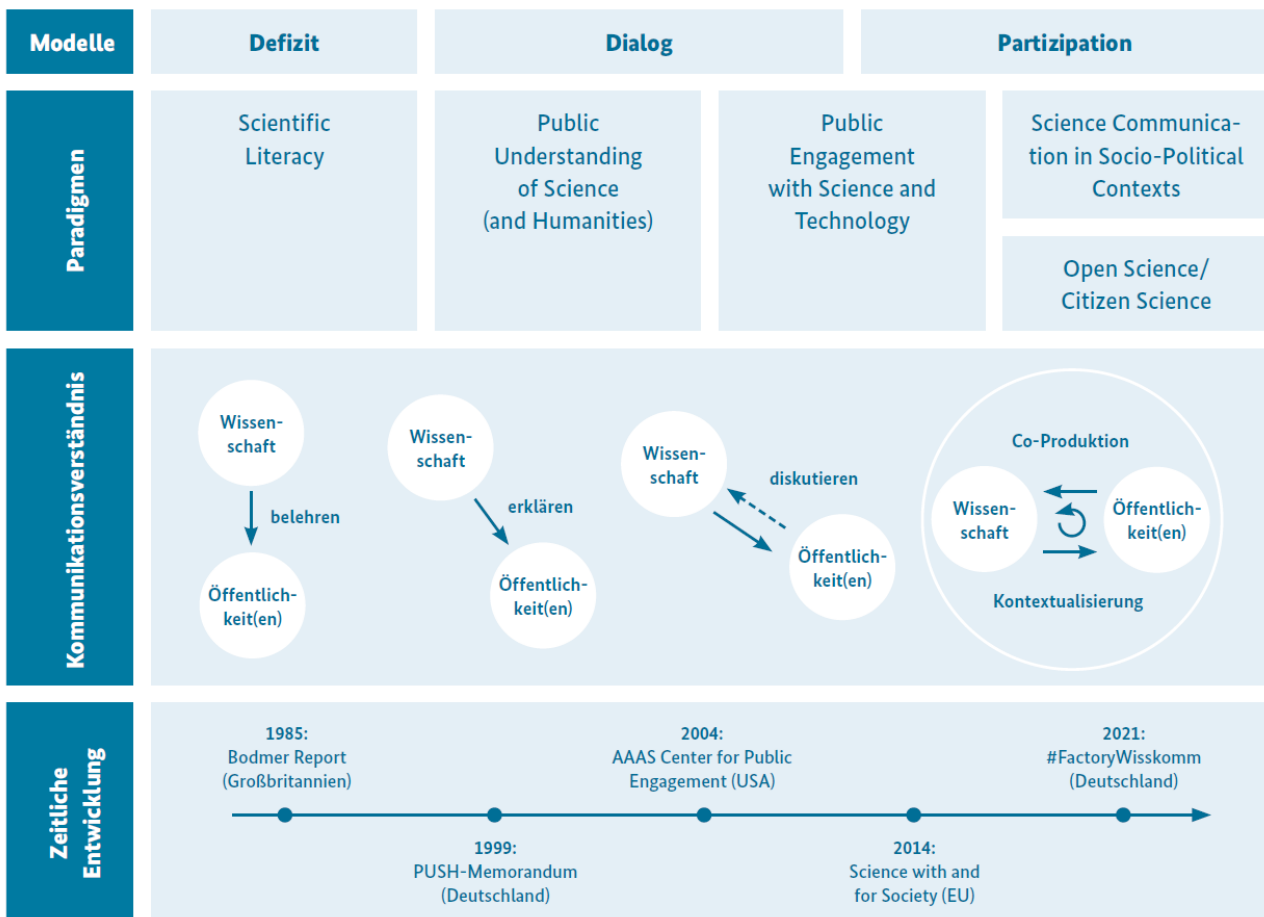 Modelle
Defizit
Dialog
Partizipation
Paradigmen
Scientific
Literacy
Public
Understanding
of Science
(and Humanities)
Public
Engagement
with Science and
Technology
Science Communica-
tion in Socio-Political
Contexts
Open Science/
Citizen Science
Kommunikationsverständnis
Wissen-
schaft
belehren
Öffentlich-
keit(en)
Wissen-
schaft
erklären
Öffentlich-
keit(en)
Wissen-
schaft
diskutieren
Öffentlich-
keit(en)
Co-Produktion
Wissen-
schaft
Öffentlich-
keit(en)
Kontextualisierung
Zeitliche
Entwicklung
1985:
Bodmer Report
(Großbritannien)
1999:
PUSH-Memorandum
(Deutschland)
2004:
AAAS Center for Public
Engagement (USA)
2014:
Science with and
for Society (EU)
2021:
#FactoryWisskomm
(Deutschland)